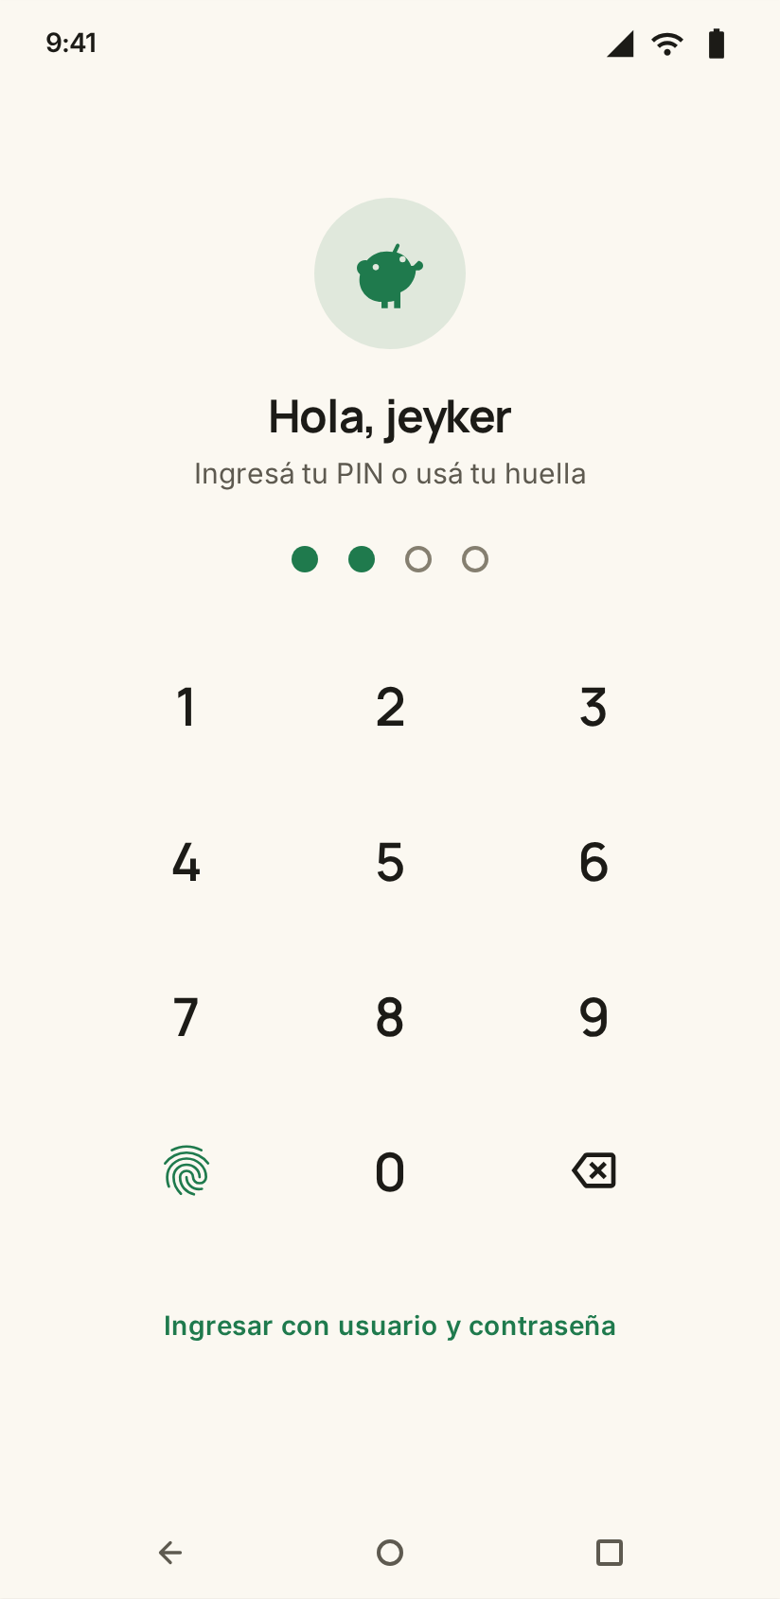 9:41
Hola, jeyker
Ingresá tu PIN o usá tu huella
1 2 3
4 5 6
7 8 9
0
Ingresar con usuario y contraseña